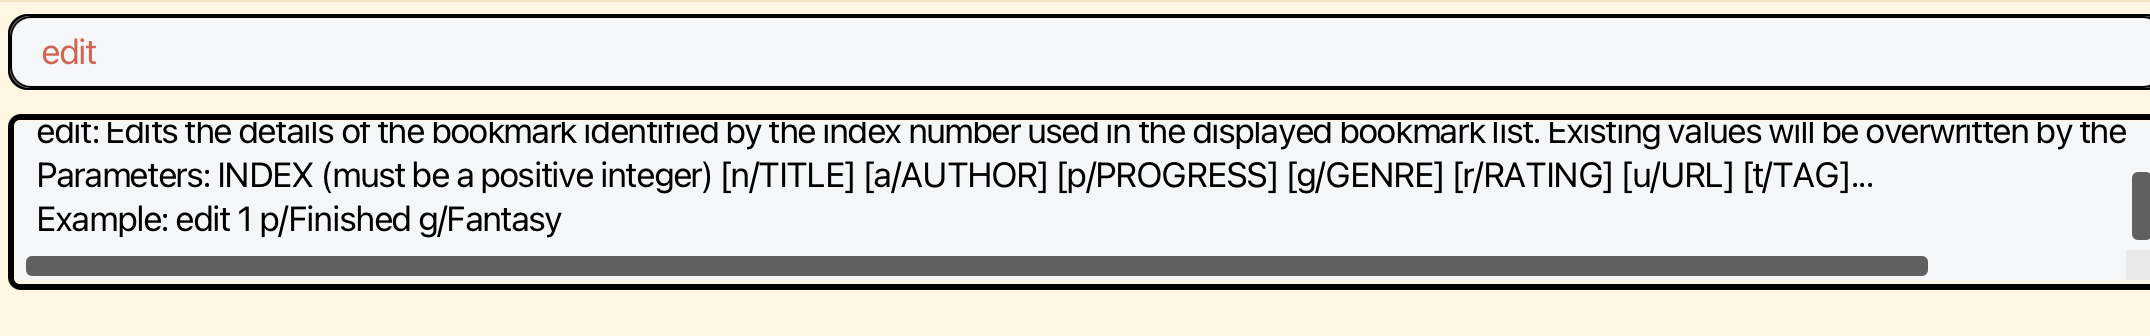 edit
edit: Edits the details of the bookmark identified by the index number used in the displayed bookmark list. Existing values will be overwritten by the
Parameters: INDEX (must be a positive integer) [n/TITLE] [a/AUTHOR] [p/PROGRESS] [g/GENRE] [r/RATING] [u/URL] [t/TAG]...
Example: edit 1 p/Finished g/Fantasy